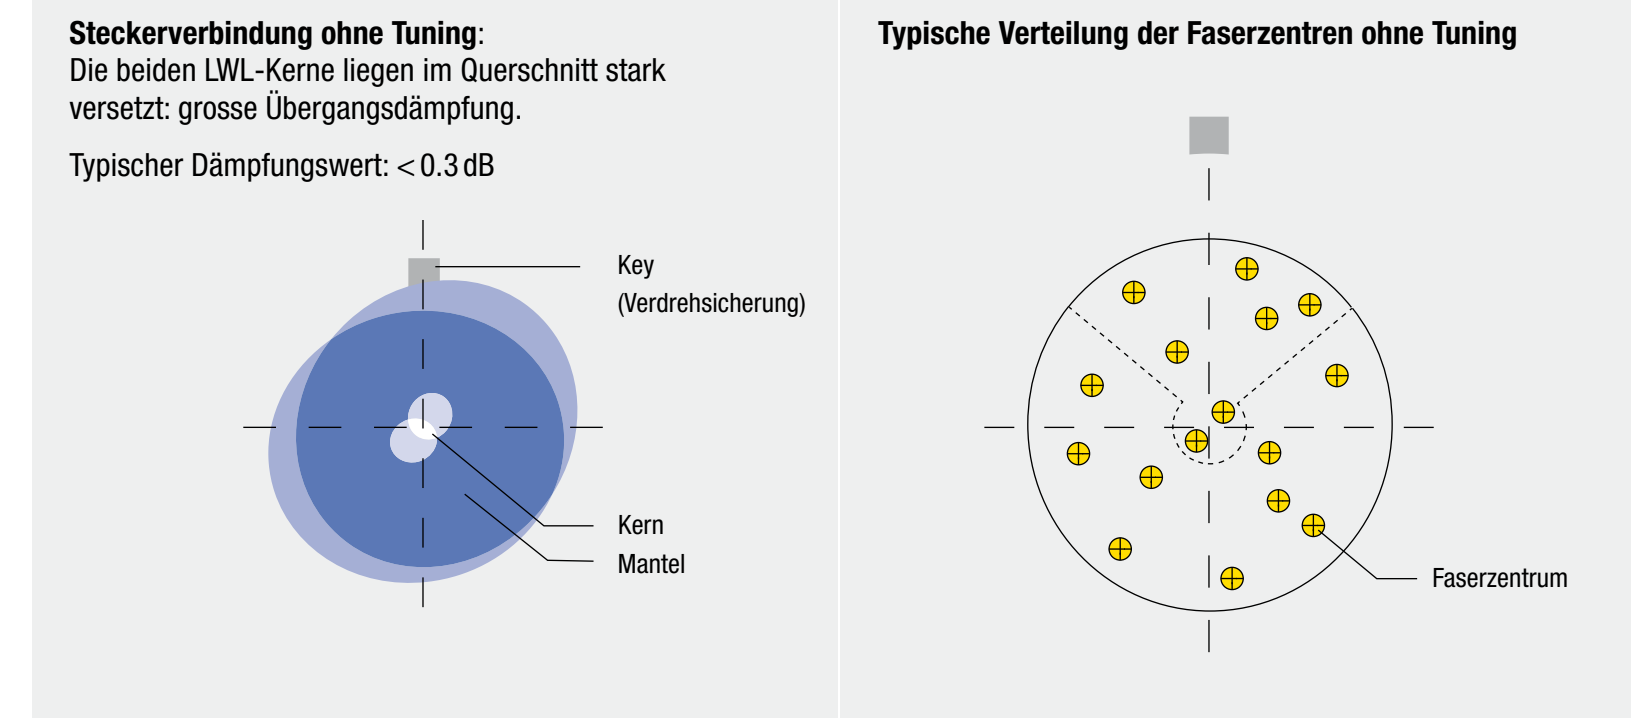 Steckerverbindung ohne Tuning:
Die beiden LWL-Kerne liegen im Querschnitt stark
versetzt: grosse Übergangsdämpfung.
Typischer Dämpfungswert: < 0.3 dB
Key
(Verdrehsicherung)
Kern
Mantel
Typische Verteilung der Faserzentren ohne Tuning
Faserzentrum